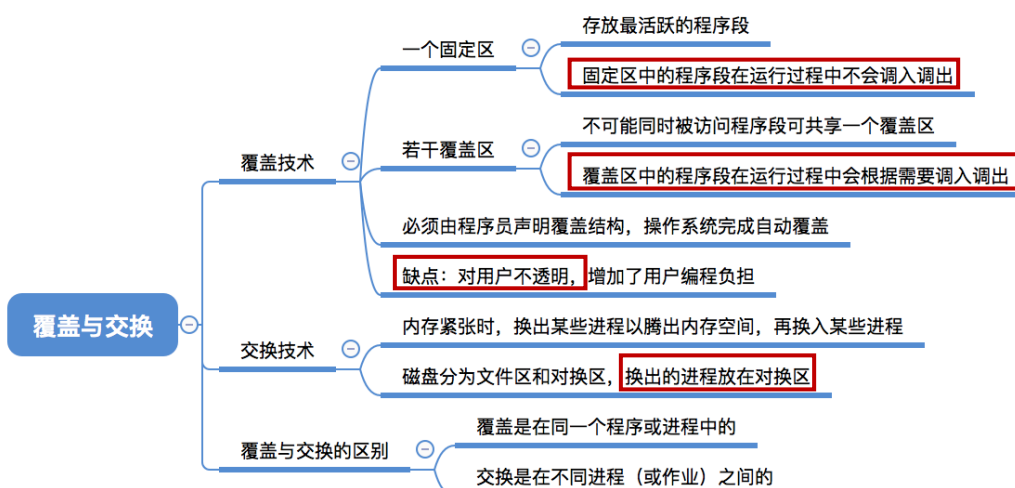 存放最活跃的程序段
一个固定区
固定区中的程序段在运行过程中不会调入调出
不可能同时被访问程序段可共享一个覆盖区
若干覆盖区
覆盖技术
覆盖区中的程序段在运行过程中会根据需要调入调出
必须由程序员声明覆盖结构，操作系统完成自动覆盖
缺点：对用户不透明，增加了用户编程负担
覆盖与交换
内存紧张时，换出某些进程以腾出内存空间，再换入某些进程
交换技术
磁盘分为文件区和对换区，换出的进程放在对换区
覆盖是在同一个程序或进程中的
覆盖与交换的区别
交换是在不同进程（或作业）之间的